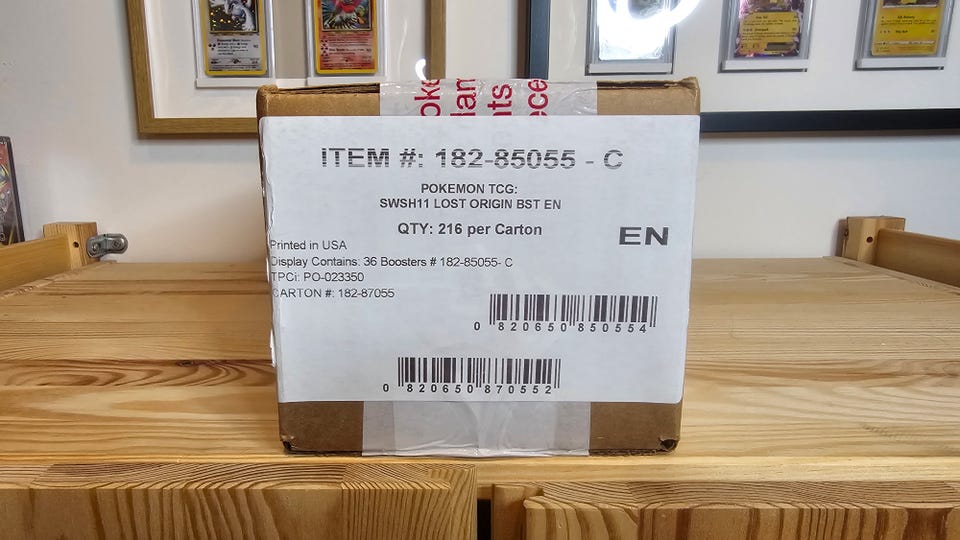 ITEM #: 182-85055 - C
POKEMON TCG:
SWSH11 LOST ORIGIN BST EN
QTY: 216 per Carton
EN
Printed in USA
Display Contains: 36 Boosters # 182-85055- C
TPCi: PO-023350
CARTON #: 182-87055
0 820650 850554
0 820650 870552